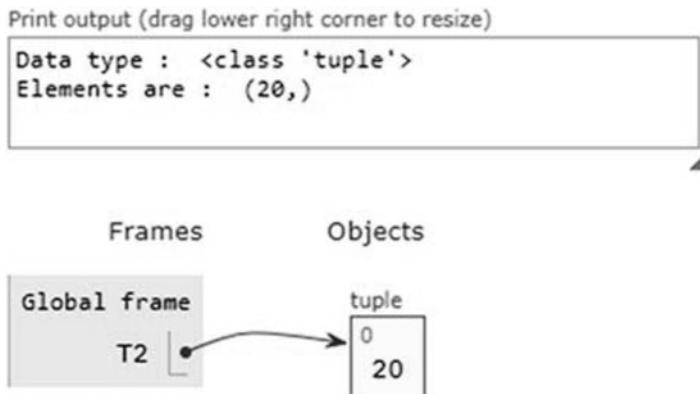 Print output (drag lower right corner to resize)
Data type :  <class 'tuple'>
Elements are :  (20,)
Frames Objects
Global frame
tuple
0
T2
20